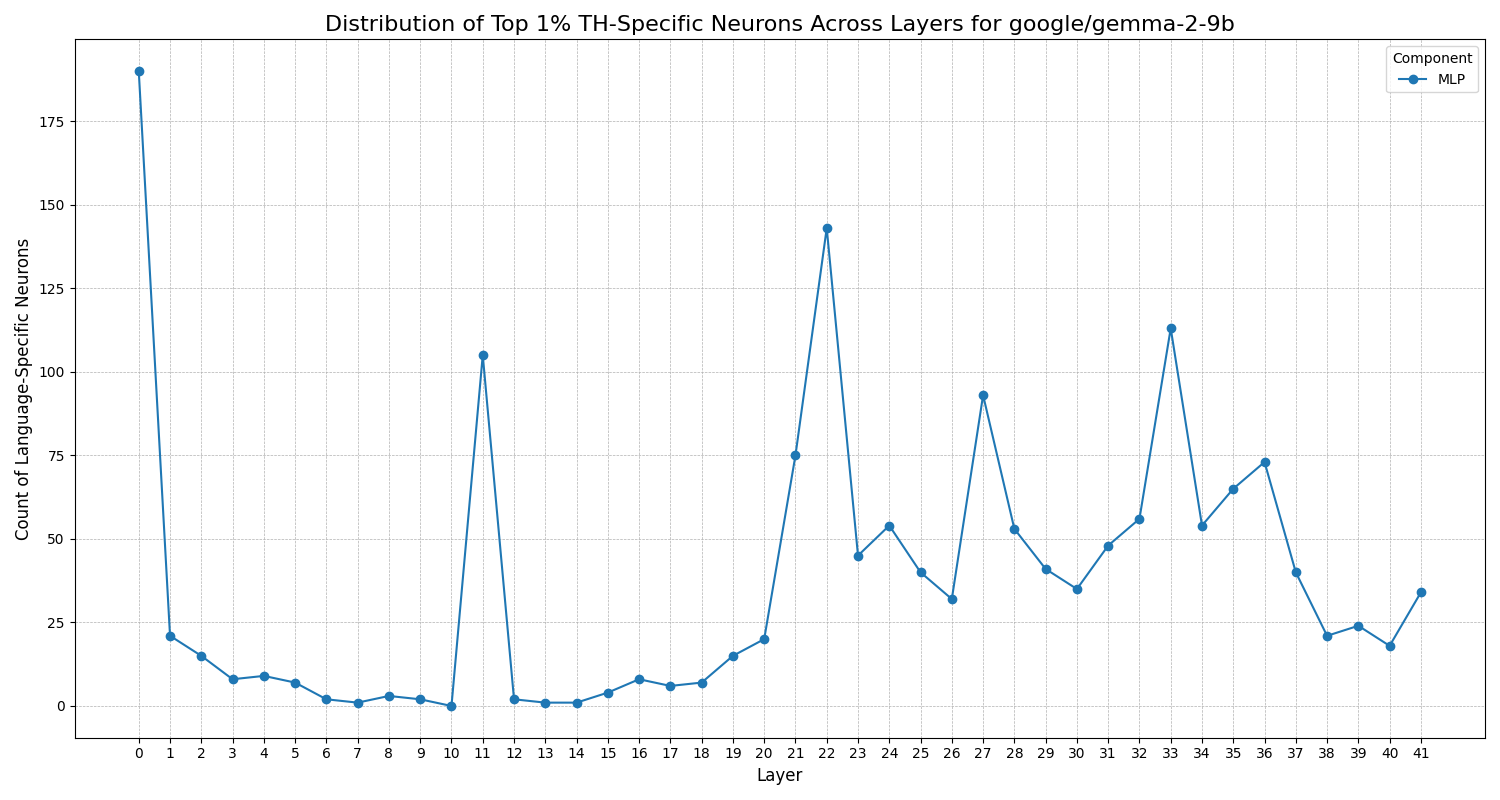 Distribution of Top 1% TH-Specific Neurons Across Layers for google/gemma-2-9b
Component
MLP
Count of Language-Specific Neurons
175
150
125
100
75
50
25
0
0 1 2 3 4 5 6 7 8 9 10 11 12 13 14 15 16 17 18 19 20 21 22 23 24 25 26 27 28 29 30 31 32 33 34 35 36 37 38 39 40 41
Layer